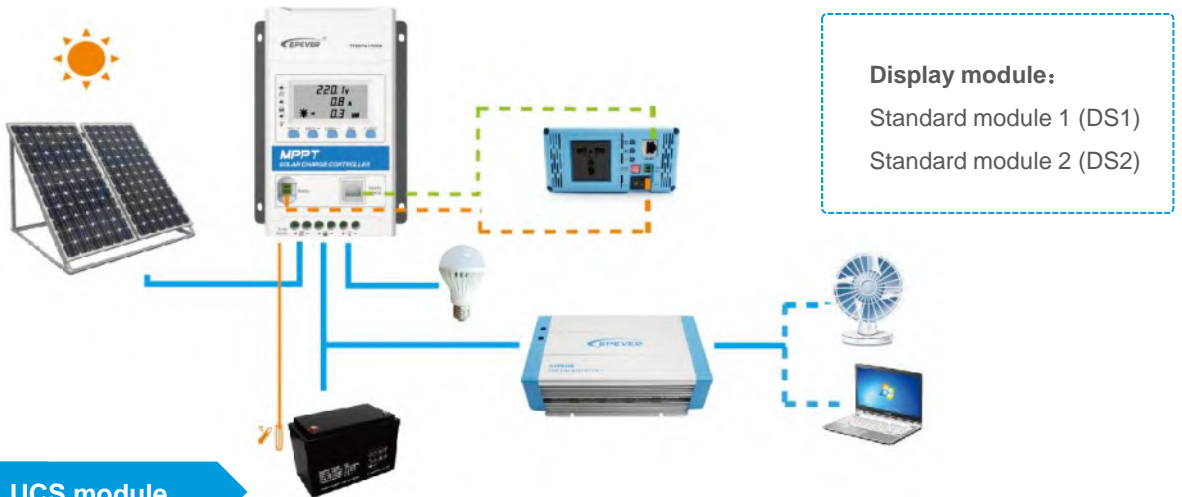 EPEVER
220.1v
0.8 A
0.3
MPPT
SOLAR CHARGE CONTROLLER
Display module：
Standard module 1 (DS1)
Standard module 2 (DS2)
EPEVER
UCS module